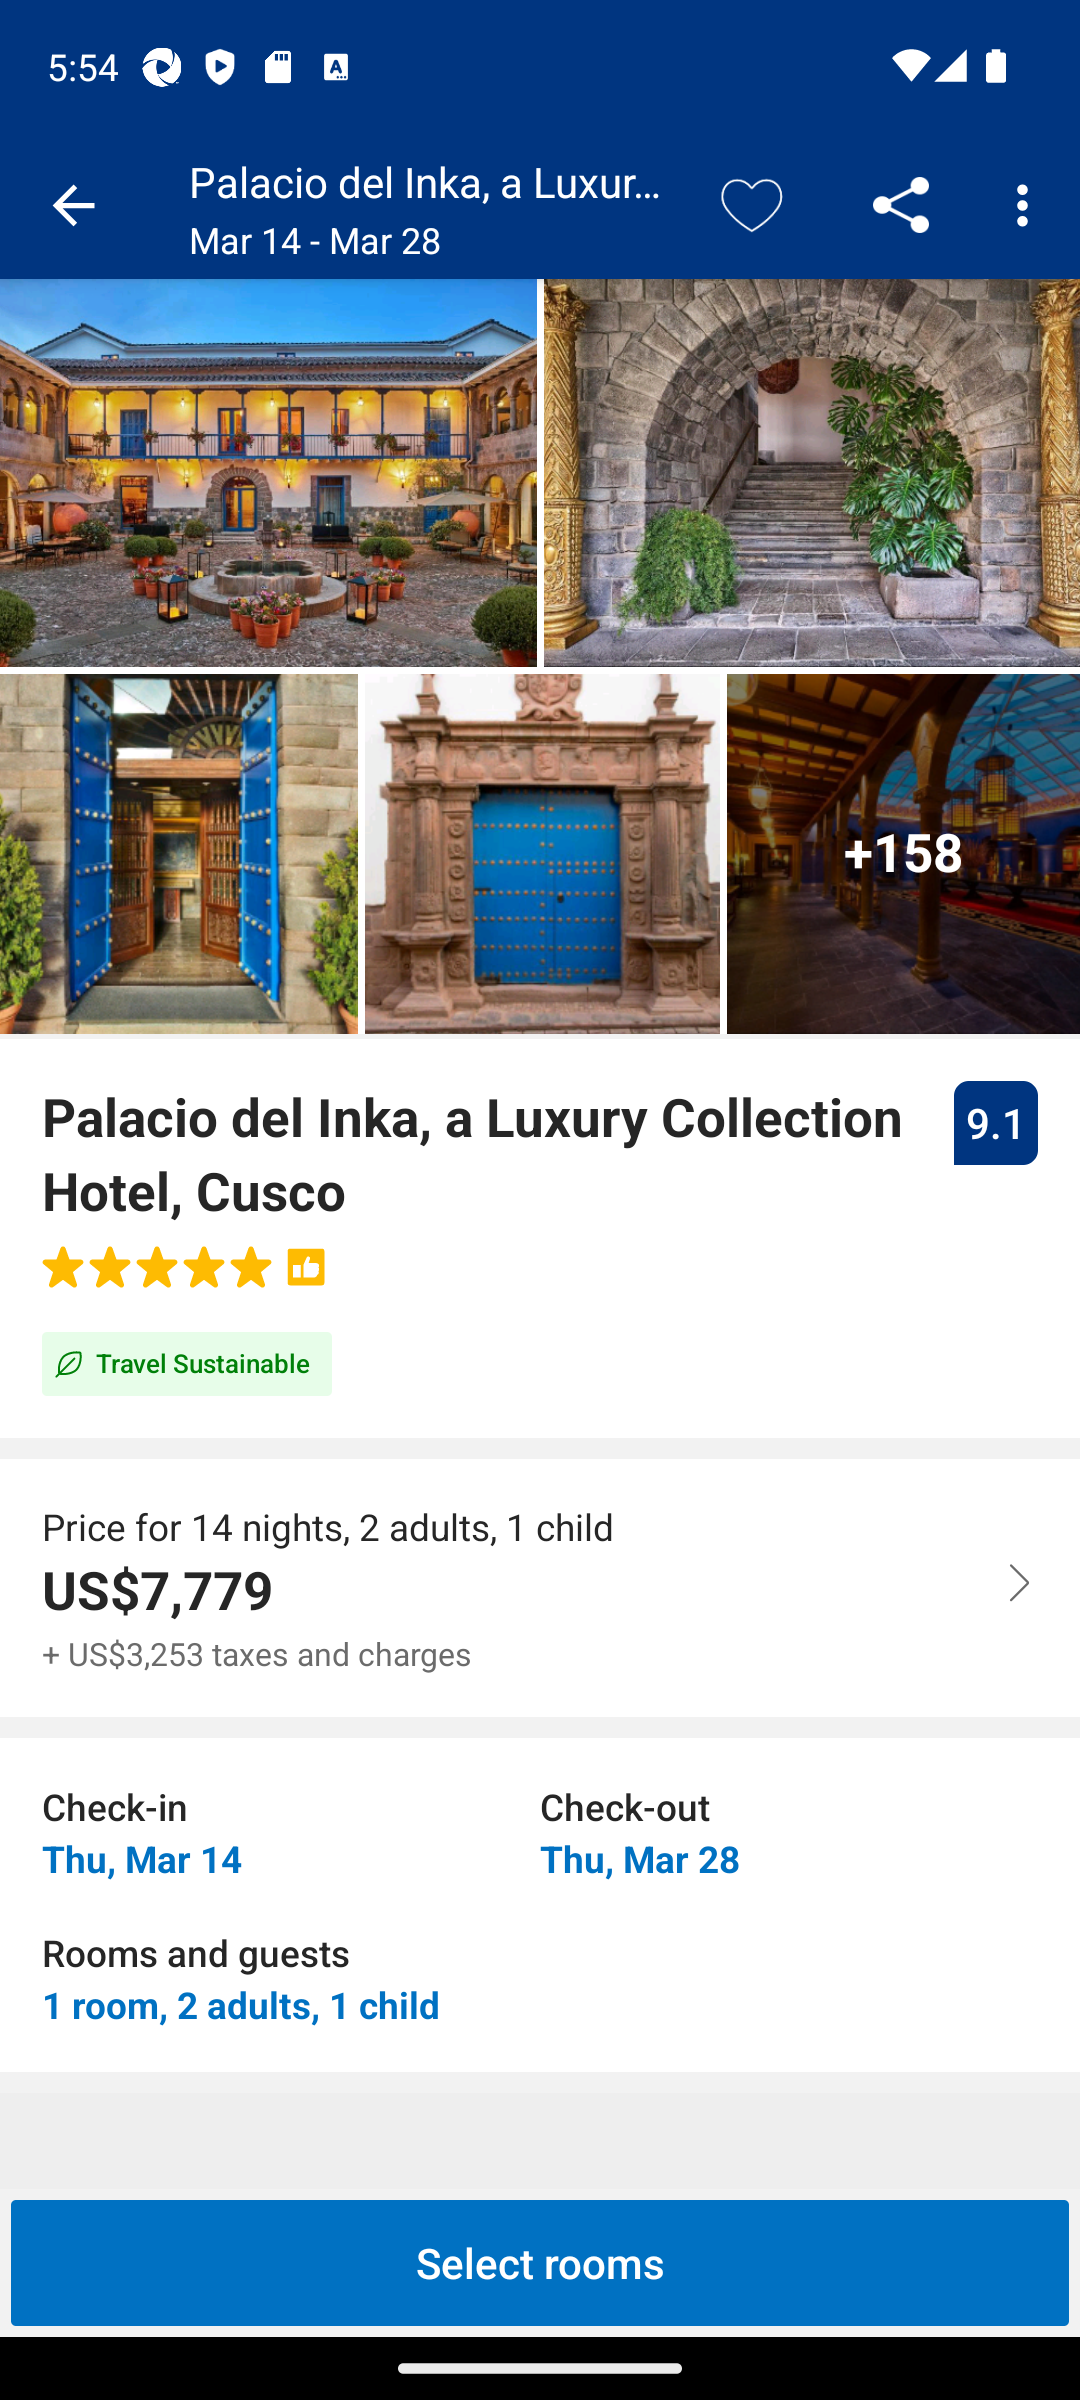 5:54
Palacio del Inka, a Luxur…
Mar 14 - Mar 28
+158
Palacio del Inka, a Luxury Collection
Hotel, Cusco
9.1
Travel Sustainable
Price for 14 nights, 2 adults, 1 child
US$7,779
+ US$3,253 taxes and charges
Check-in
Thu, Mar 14
Check-out
Thu, Mar 28
Rooms and guests
1 room, 2 adults, 1 child
Select rooms